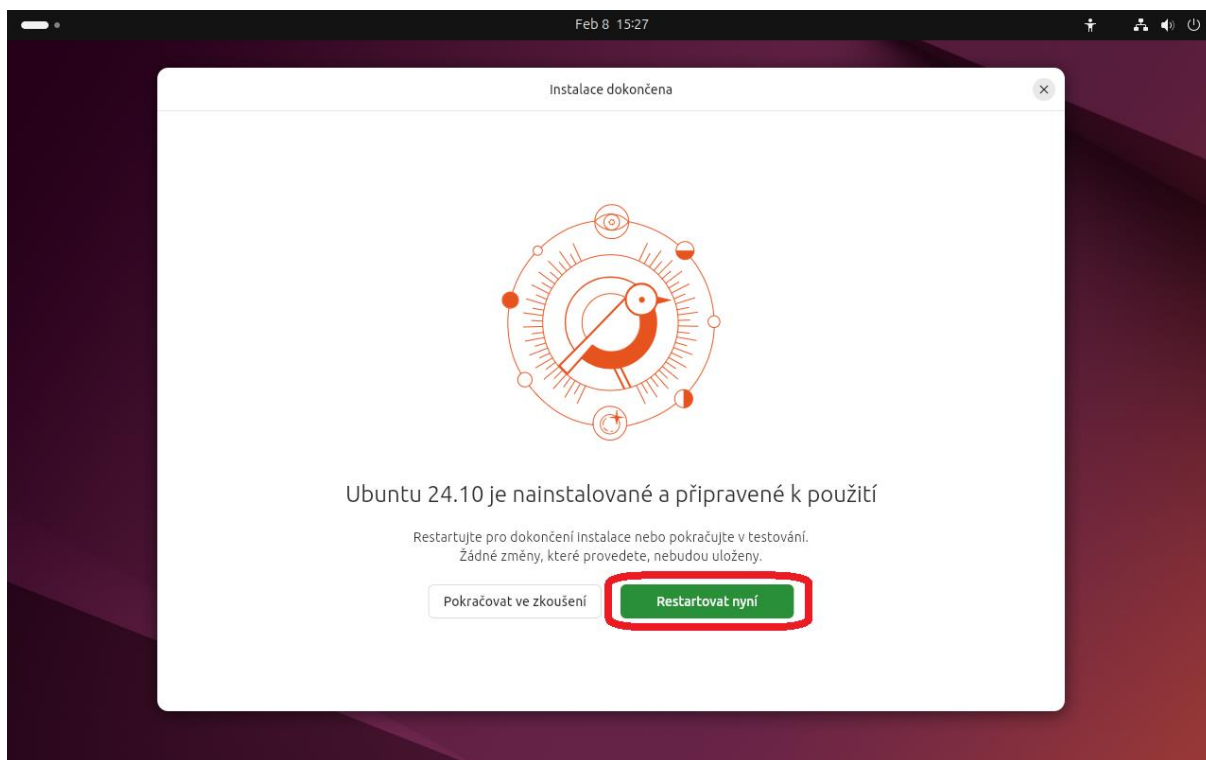 Feb 8 15:27
Instalace dokončena
Ubuntu 24.10 je nainstalované a připravené k použití
Restartujte pro dokončení instalace nebo pokračujte v testování.
Žádné změny, které provedete, nebudou uloženy.
Pokračovat ve zkoušení
Restartovat nyní